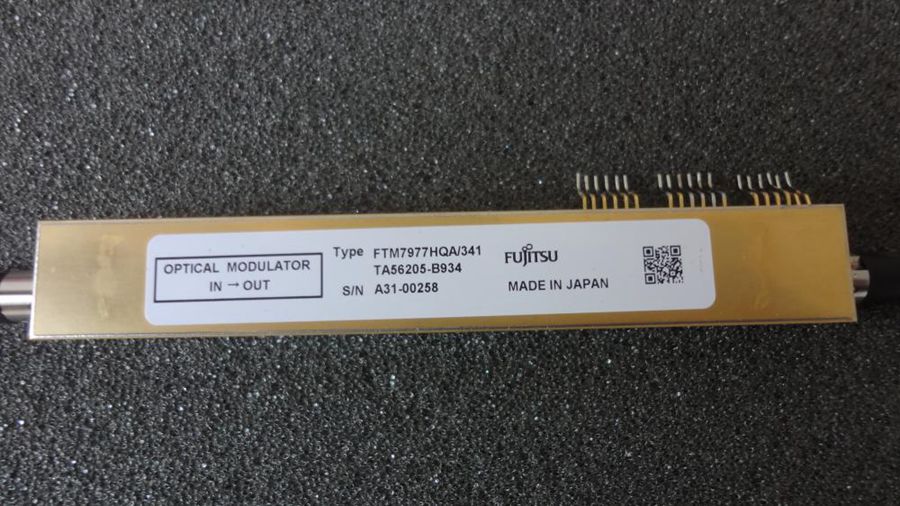 OPTICAL MODULATOR
IN → OUT
Type FTM7977HQA/341
TA56205-B934
S/N A31-00258
FUJITSU
MADE IN JAPAN